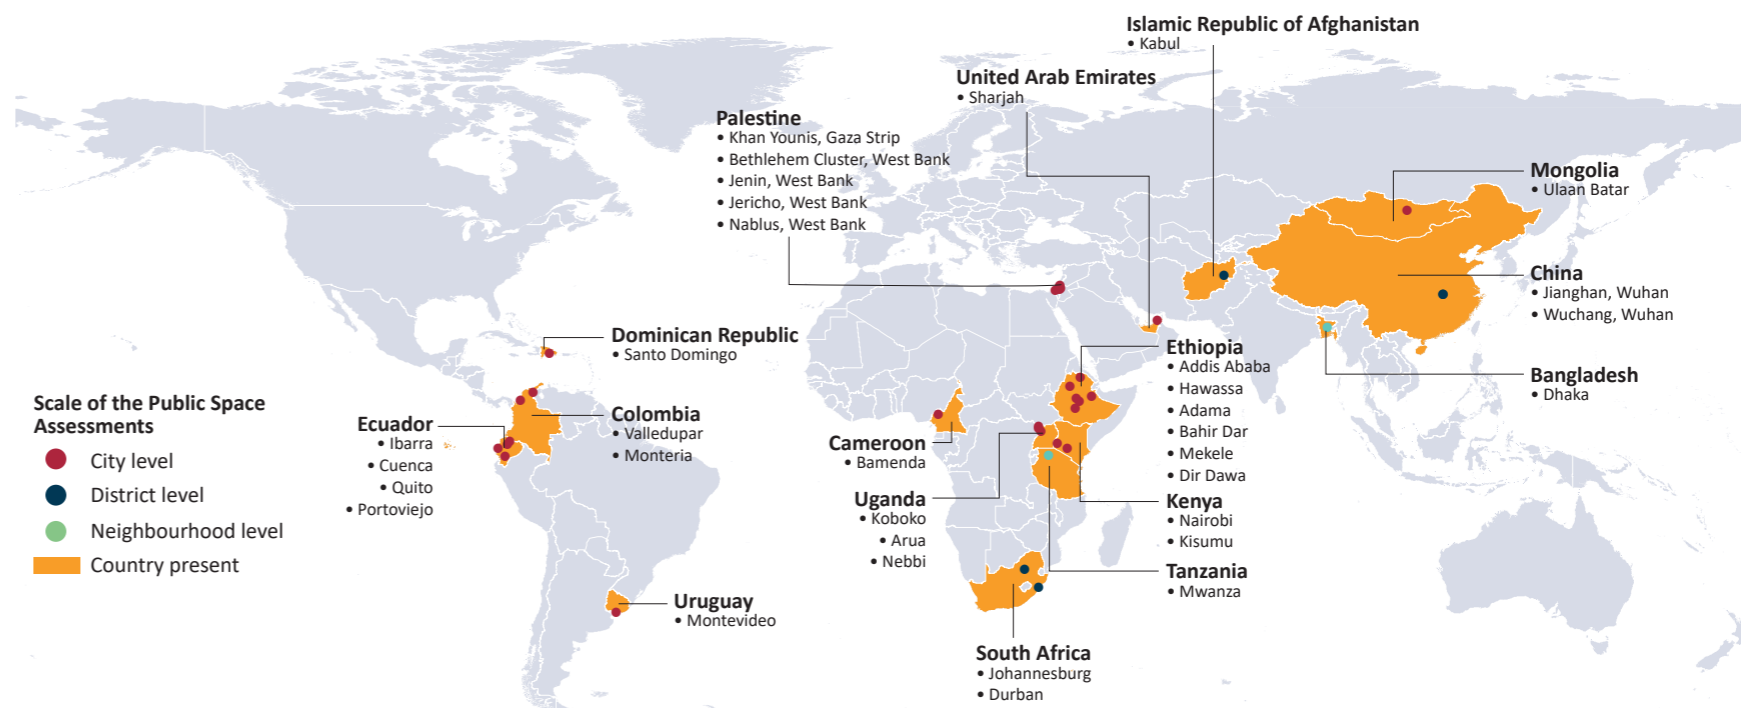 Islamic Republic of Afghanistan
• Kabul
United Arab Emirates
• Sharjah
Palestine
• Khan Younis, Gaza Strip
• Bethlehem Cluster, West Bank
• Jenin, West Bank
• Jericho, West Bank
• Nablus, West Bank
Mongolia
• Ulaan Batar
China
• Jianghan, Wuhan
• Wuchang, Wuhan
Bangladesh
• Dhaka
Dominican Republic
• Santo Domingo
Colombia
• Valledupar
• Monteria
Ecuador
• Ibarra
• Cuenca
• Quito
• Portoviejo
Uruguay
• Montevideo
Cameroon
• Bamenda
Uganda
• Koboko
• Arua
• Nebbi
Ethiopia
• Addis Ababa
• Hawassa
• Adama
• Bahir Dar
• Mekele
• Dir Dawa
Kenya
• Nairobi
• Kisumu
Tanzania
• Mwanza
South Africa
• Johannesburg
• Durban
Scale of the Public Space
Assessments
City level
District level
Neighbourhood level
Country present